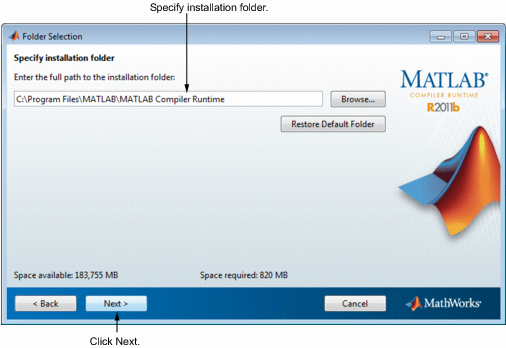 Specify installation folder.
Folder Selection
Specify installation folder
Enter the full path to the installation folder:
C:\Program Files\MATLAB\MATLAB Compiler Runtime
Browse...
Restore Default Folder
MATLAB®
COMPILER RUNTIME
R2011b
Space available: 183,755 MB
Space required: 820 MB
< Back
Next >
Cancel
MathWorks®
Click Next.